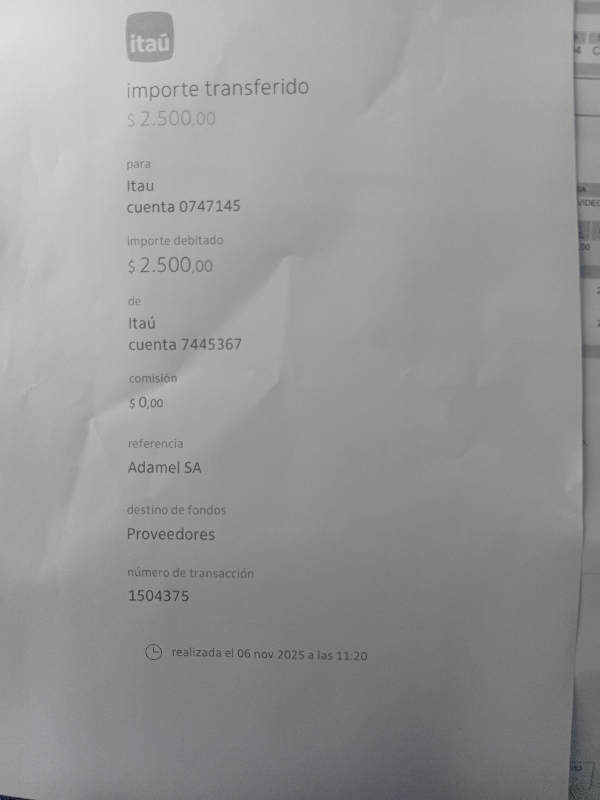 itaú
importe transferido
$ 2.500,00
para
Itau
cuenta 0747145
importe debitado
$ 2.500,00
de
Itaú
cuenta 7445367
comisión
$ 0,00
referencia
Adamel SA
destino de fondos
Proveedores
número de transacción
1504375
realizada el 06 nov 2025 a las 11:20